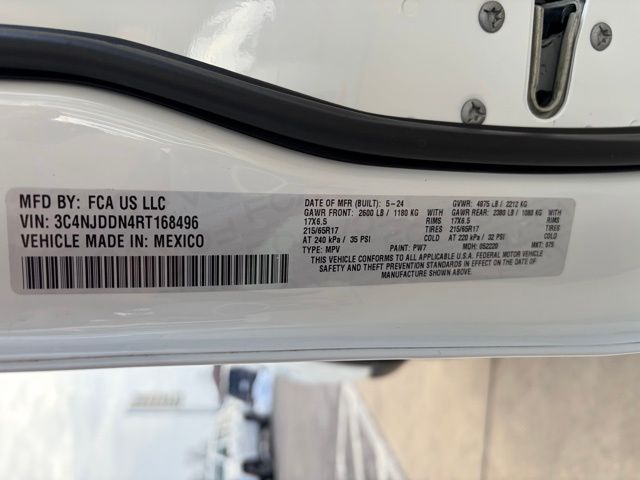 MFD BY: FCA US LLC
VIN: 3C4NJDDN4RT168496
VEHICLE MADE IN: MEXICO
DATE OF MFR (BUILT): 5-24 GVWR: 4875 LB / 2212 KG
GAWR FRONT: 2600 LB / 1180 KG WITH GAWR REAR: 2380 LB / 1080 KG WITH
17X6.5 RIMS 17X6.5 RIMS
215/65R17 TIRES 215/65R17 TIRES
AT 240 kPa / 35 PSI COLD AT 220 kPa / 32 PSI COLD
TYPE: MPV PAINT: PW7 MDH: 052220 MKT: 575
THIS VEHICLE CONFORMS TO ALL APPLICABLE U.S.A. FEDERAL MOTOR VEHICLE
SAFETY AND THEFT PREVENTION STANDARDS IN EFFECT ON THE DATE OF MANUFACTURE
SHOWN ABOVE.